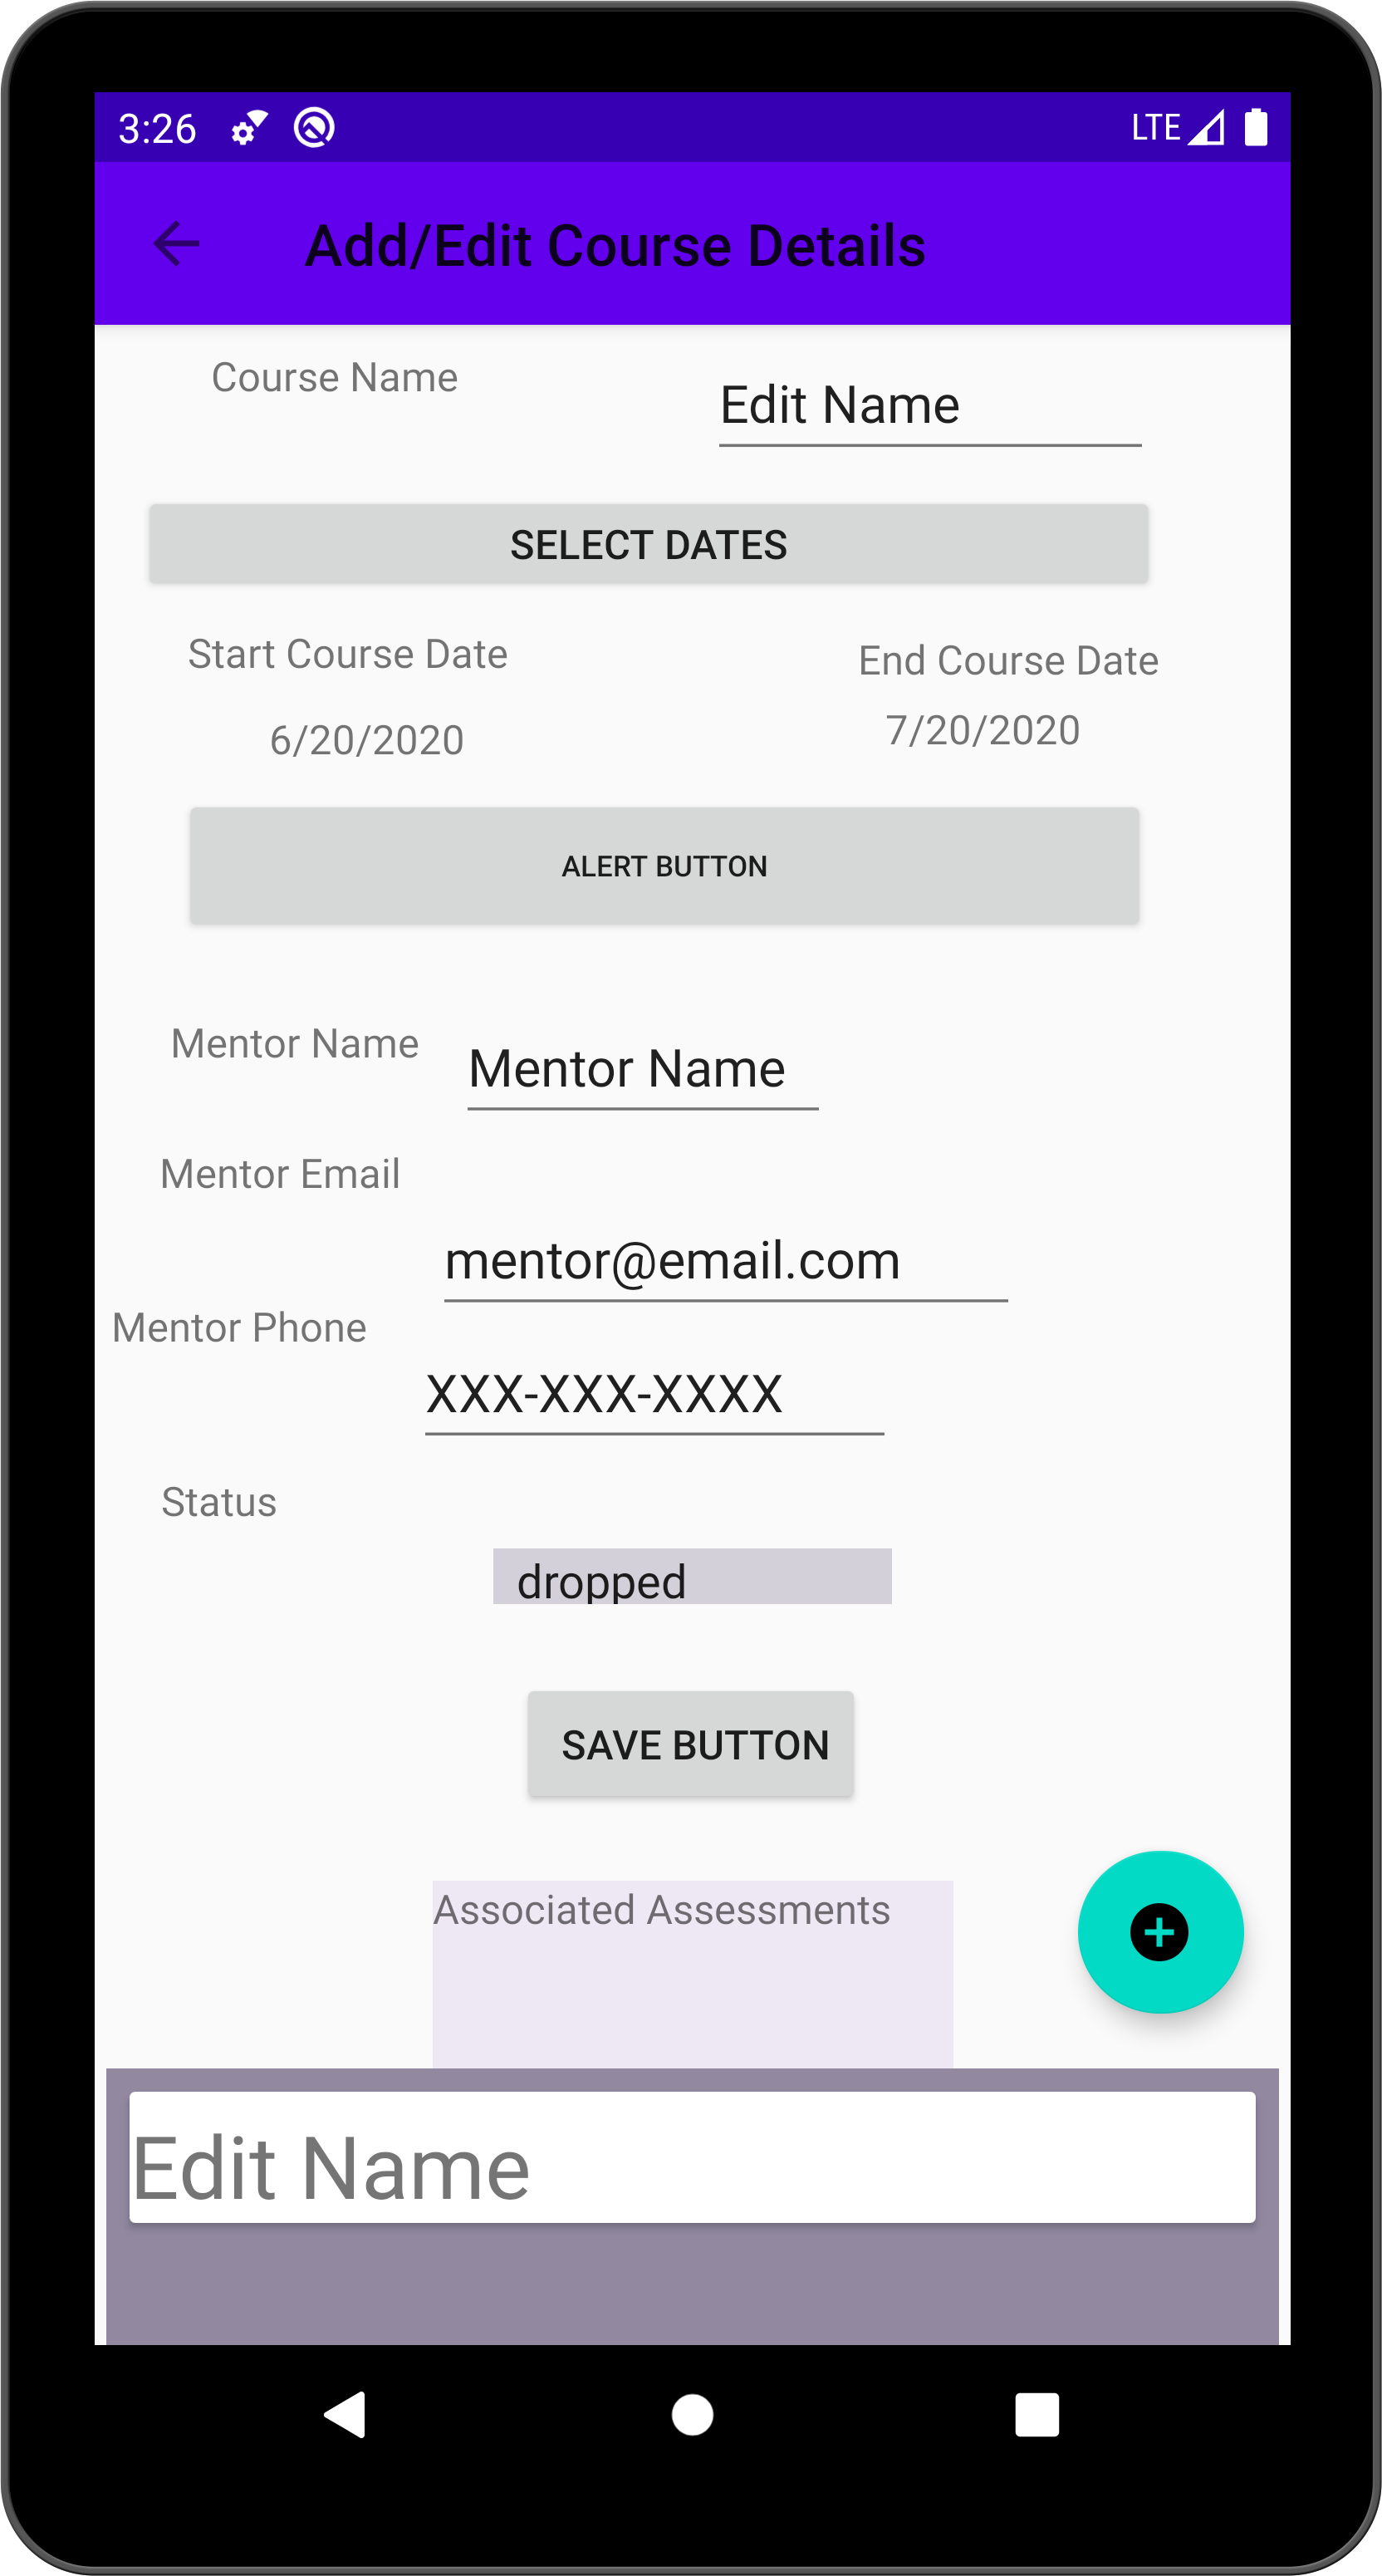 3:26 LTE
Add/Edit Course Details
Course Name
Edit Name
SELECT DATES
Start Course Date
End Course Date
6/20/2020
7/20/2020
ALERT BUTTON
Mentor Name
Mentor Name
Mentor Email
mentor@email.com
Mentor Phone
XXX-XXX-XXXX
Status
dropped
SAVE BUTTON
Associated Assessments
Edit Name